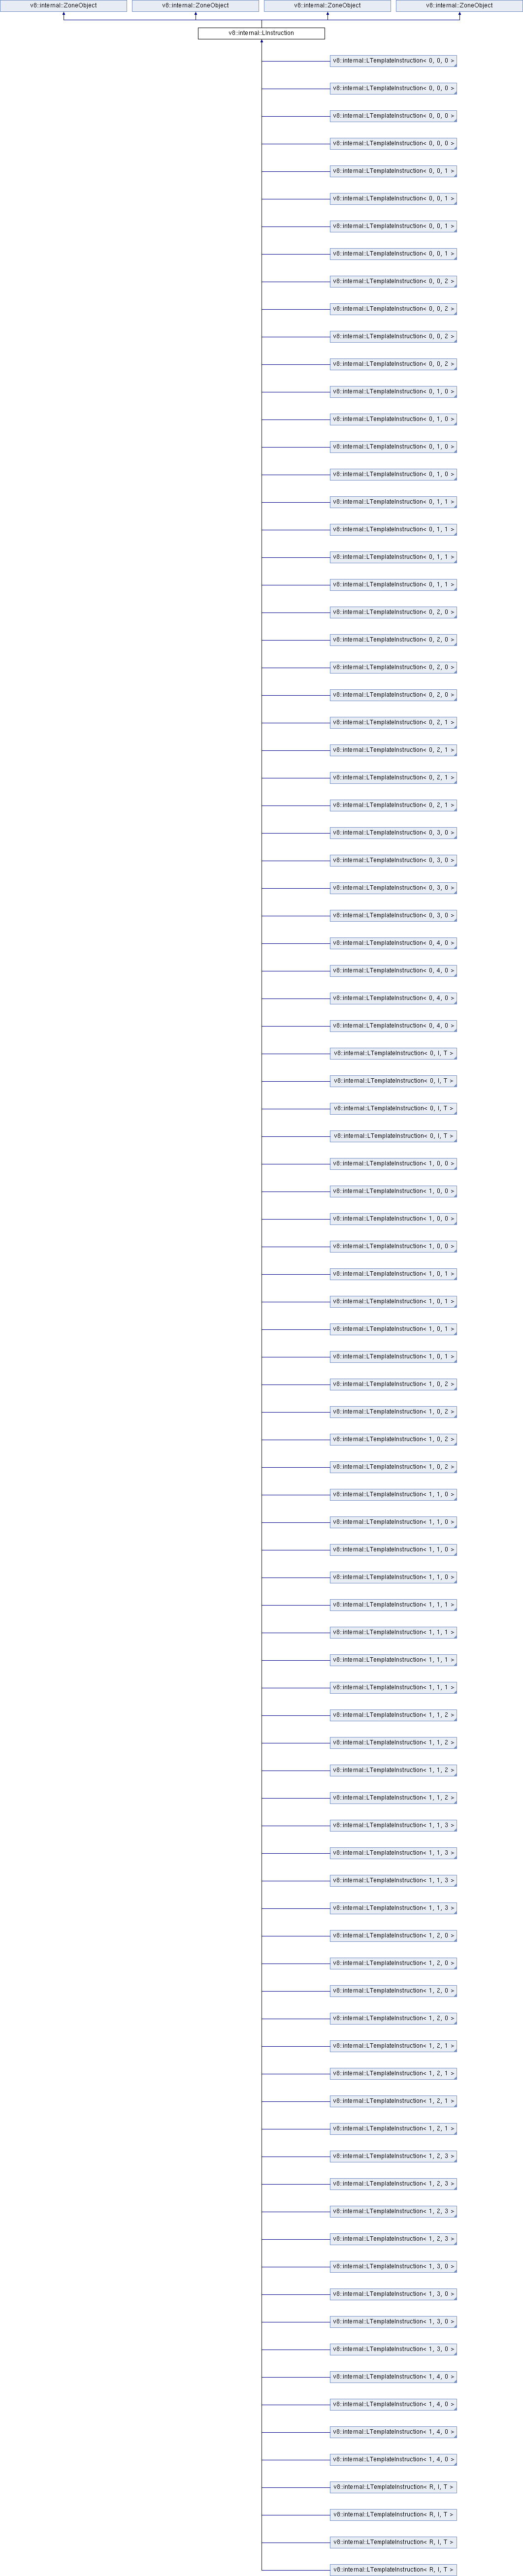 v8::internal::ZoneObject
v8::internal::ZoneObject
v8::internal::ZoneObject
v8::internal::ZoneObject
v8::internal::LInstruction
v8::internal::LTemplateInstruction< 0, 0, 0 >
v8::internal::LTemplateInstruction< 0, 0, 0 >
v8::internal::LTemplateInstruction< 0, 0, 0 >
v8::internal::LTemplateInstruction< 0, 0, 0 >
v8::internal::LTemplateInstruction< 0, 0, 1 >
v8::internal::LTemplateInstruction< 0, 0, 1 >
v8::internal::LTemplateInstruction< 0, 0, 1 >
v8::internal::LTemplateInstruction< 0, 0, 1 >
v8::internal::LTemplateInstruction< 0, 0, 2 >
v8::internal::LTemplateInstruction< 0, 0, 2 >
v8::internal::LTemplateInstruction< 0, 0, 2 >
v8::internal::LTemplateInstruction< 0, 0, 2 >
v8::internal::LTemplateInstruction< 0, 1, 0 >
v8::internal::LTemplateInstruction< 0, 1, 0 >
v8::internal::LTemplateInstruction< 0, 1, 0 >
v8::internal::LTemplateInstruction< 0, 1, 0 >
v8::internal::LTemplateInstruction< 0, 1, 1 >
v8::internal::LTemplateInstruction< 0, 1, 1 >
v8::internal::LTemplateInstruction< 0, 1, 1 >
v8::internal::LTemplateInstruction< 0, 1, 1 >
v8::internal::LTemplateInstruction< 0, 2, 0 >
v8::internal::LTemplateInstruction< 0, 2, 0 >
v8::internal::LTemplateInstruction< 0, 2, 0 >
v8::internal::LTemplateInstruction< 0, 2, 0 >
v8::internal::LTemplateInstruction< 0, 2, 1 >
v8::internal::LTemplateInstruction< 0, 2, 1 >
v8::internal::LTemplateInstruction< 0, 2, 1 >
v8::internal::LTemplateInstruction< 0, 2, 1 >
v8::internal::LTemplateInstruction< 0, 3, 0 >
v8::internal::LTemplateInstruction< 0, 3, 0 >
v8::internal::LTemplateInstruction< 0, 3, 0 >
v8::internal::LTemplateInstruction< 0, 3, 0 >
v8::internal::LTemplateInstruction< 0, 4, 0 >
v8::internal::LTemplateInstruction< 0, 4, 0 >
v8::internal::LTemplateInstruction< 0, 4, 0 >
v8::internal::LTemplateInstruction< 0, 4, 0 >
v8::internal::LTemplateInstruction< 0, I, T >
v8::internal::LTemplateInstruction< 0, I, T >
v8::internal::LTemplateInstruction< 0, I, T >
v8::internal::LTemplateInstruction< 0, I, T >
v8::internal::LTemplateInstruction< 1, 0, 0 >
v8::internal::LTemplateInstruction< 1, 0, 0 >
v8::internal::LTemplateInstruction< 1, 0, 0 >
v8::internal::LTemplateInstruction< 1, 0, 0 >
v8::internal::LTemplateInstruction< 1, 0, 1 >
v8::internal::LTemplateInstruction< 1, 0, 1 >
v8::internal::LTemplateInstruction< 1, 0, 1 >
v8::internal::LTemplateInstruction< 1, 0, 1 >
v8::internal::LTemplateInstruction< 1, 0, 2 >
v8::internal::LTemplateInstruction< 1, 0, 2 >
v8::internal::LTemplateInstruction< 1, 0, 2 >
v8::internal::LTemplateInstruction< 1, 0, 2 >
v8::internal::LTemplateInstruction< 1, 1, 0 >
v8::internal::LTemplateInstruction< 1, 1, 0 >
v8::internal::LTemplateInstruction< 1, 1, 0 >
v8::internal::LTemplateInstruction< 1, 1, 0 >
v8::internal::LTemplateInstruction< 1, 1, 1 >
v8::internal::LTemplateInstruction< 1, 1, 1 >
v8::internal::LTemplateInstruction< 1, 1, 1 >
v8::internal::LTemplateInstruction< 1, 1, 1 >
v8::internal::LTemplateInstruction< 1, 1, 2 >
v8::internal::LTemplateInstruction< 1, 1, 2 >
v8::internal::LTemplateInstruction< 1, 1, 2 >
v8::internal::LTemplateInstruction< 1, 1, 2 >
v8::internal::LTemplateInstruction< 1, 1, 3 >
v8::internal::LTemplateInstruction< 1, 1, 3 >
v8::internal::LTemplateInstruction< 1, 1, 3 >
v8::internal::LTemplateInstruction< 1, 1, 3 >
v8::internal::LTemplateInstruction< 1, 2, 0 >
v8::internal::LTemplateInstruction< 1, 2, 0 >
v8::internal::LTemplateInstruction< 1, 2, 0 >
v8::internal::LTemplateInstruction< 1, 2, 0 >
v8::internal::LTemplateInstruction< 1, 2, 1 >
v8::internal::LTemplateInstruction< 1, 2, 1 >
v8::internal::LTemplateInstruction< 1, 2, 1 >
v8::internal::LTemplateInstruction< 1, 2, 1 >
v8::internal::LTemplateInstruction< 1, 2, 3 >
v8::internal::LTemplateInstruction< 1, 2, 3 >
v8::internal::LTemplateInstruction< 1, 2, 3 >
v8::internal::LTemplateInstruction< 1, 2, 3 >
v8::internal::LTemplateInstruction< 1, 3, 0 >
v8::internal::LTemplateInstruction< 1, 3, 0 >
v8::internal::LTemplateInstruction< 1, 3, 0 >
v8::internal::LTemplateInstruction< 1, 3, 0 >
v8::internal::LTemplateInstruction< 1, 4, 0 >
v8::internal::LTemplateInstruction< 1, 4, 0 >
v8::internal::LTemplateInstruction< 1, 4, 0 >
v8::internal::LTemplateInstruction< 1, 4, 0 >
v8::internal::LTemplateInstruction< R, I, T >
v8::internal::LTemplateInstruction< R, I, T >
v8::internal::LTemplateInstruction< R, I, T >
v8::internal::LTemplateInstruction< R, I, T >